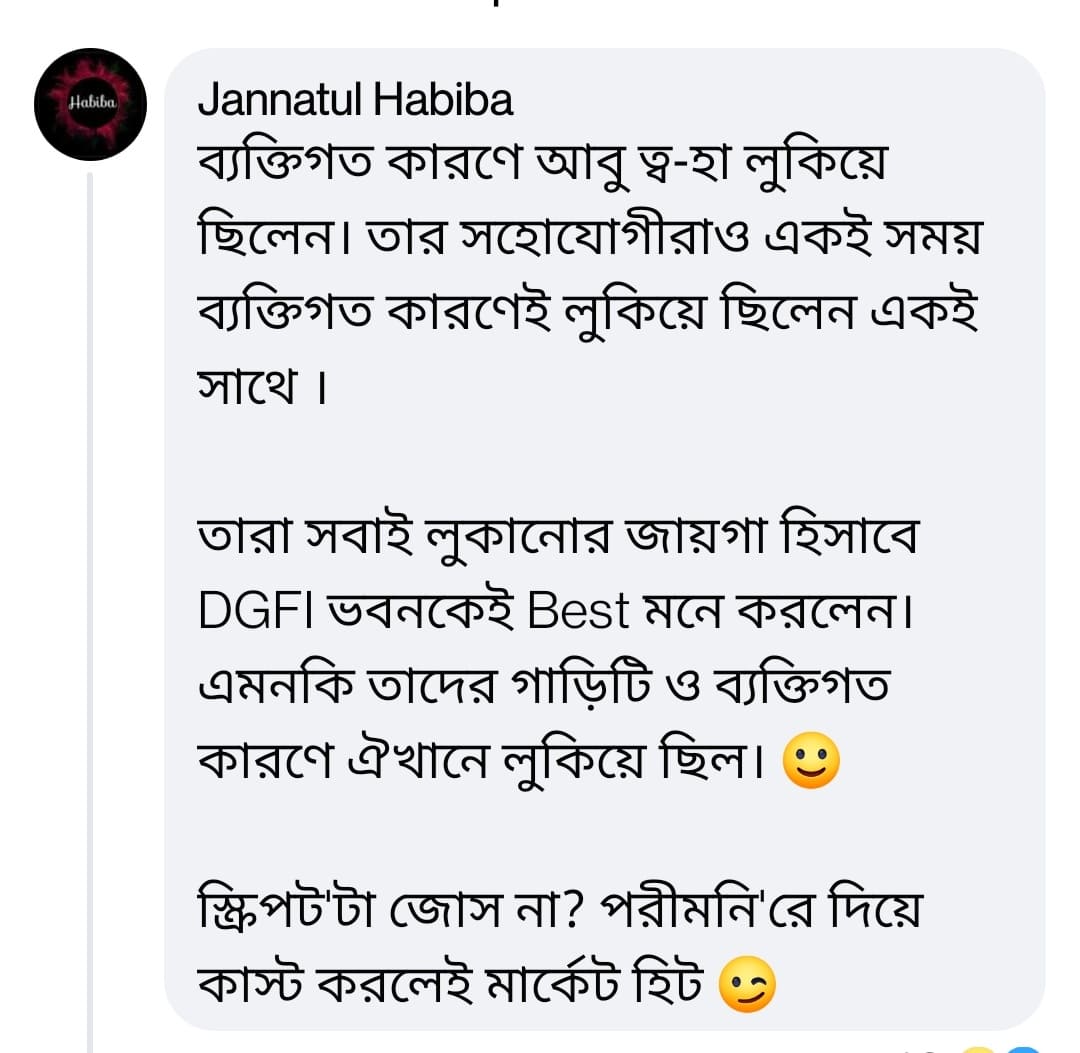 Habiba
Jannatul Habiba
ব্যক্তিগত কারণে আবু ত্ব-হা লুকিয়ে
ছিলেন। তার সহোযোগীরাও একই সময়
ব্যক্তিগত কারণেই লুকিয়ে ছিলেন একই
সাথে ।
তারা সবাই লুকানোর জায়গা হিসাবে
DGFI ভবনকেই Best মনে করলেন।
এমনকি তাদের গাড়িটি ও ব্যক্তিগত
কারণে ঐখানে লুকিয়ে ছিল। 🙂
স্ক্রিপট'টা জোস না? পরীমনি'রে দিয়ে
কাস্ট করলেই মার্কেট হিট 😉